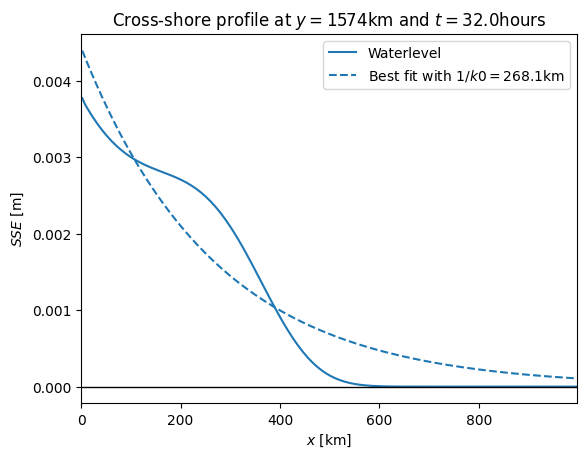 Cross-shore profile at y = 1574km and t = 32.0hours
Waterlevel
Best fit with 1/k0 = 268.1km
SSE [m]
0.004
0.003
0.002
0.001
0.000
0 200 400 600 800
x [km]